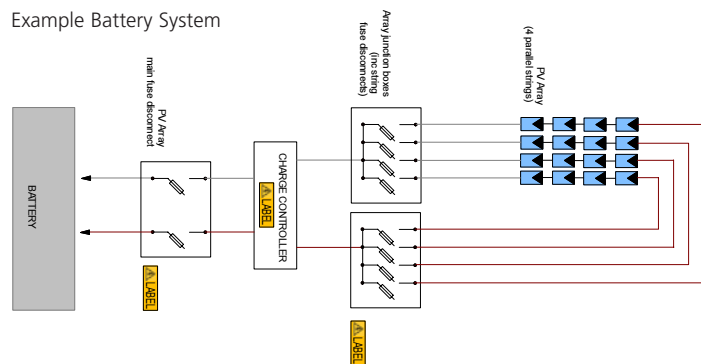 Example Battery System
PV Array
main fuse disconnect
Array junction boxes
(inc string
fuse disconnects)
PV Array
(4 parallel strings)
BATTERY
CHARGE CONTROLLER
LABEL
LABEL
LABEL